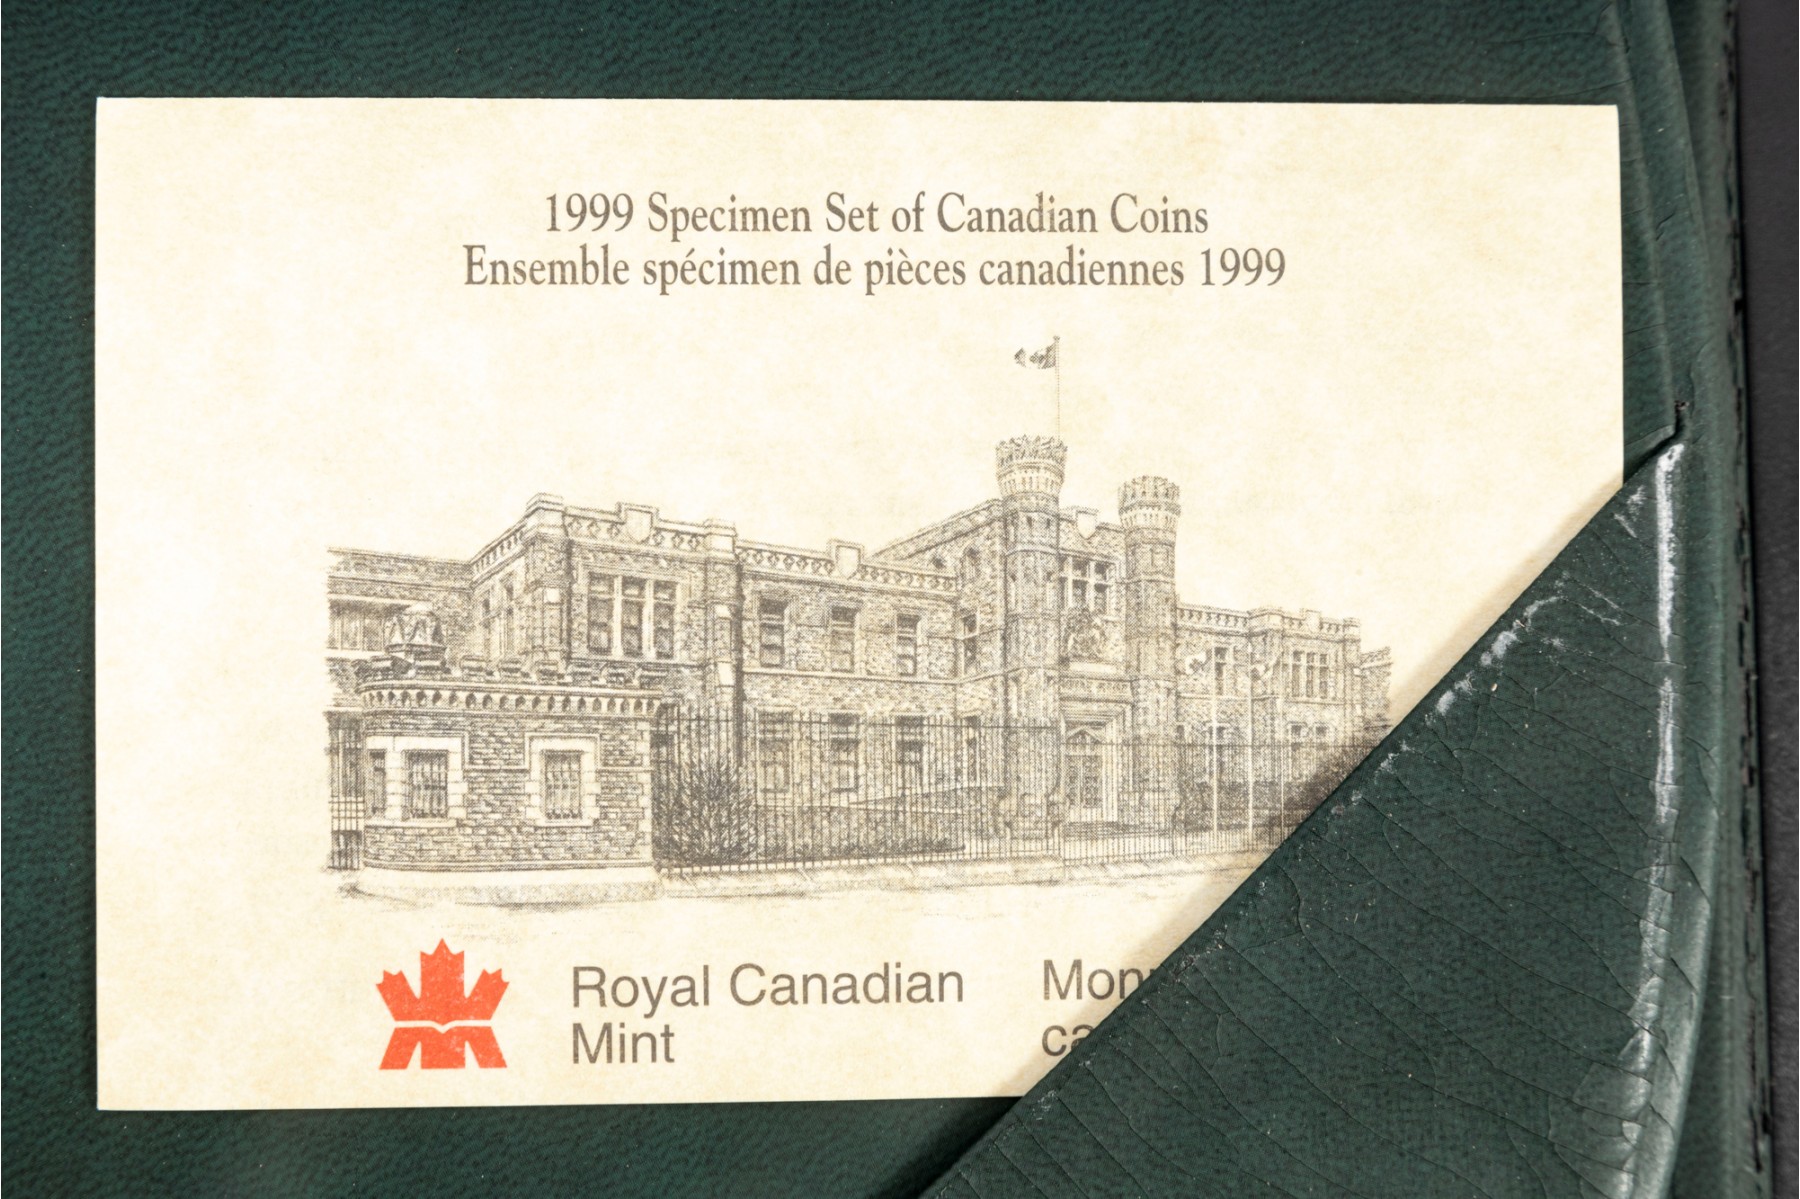 1999 Specimen Set of Canadian Coins
Ensemble spécimen de pièces canadiennes 1999
Royal Canadian
Mint